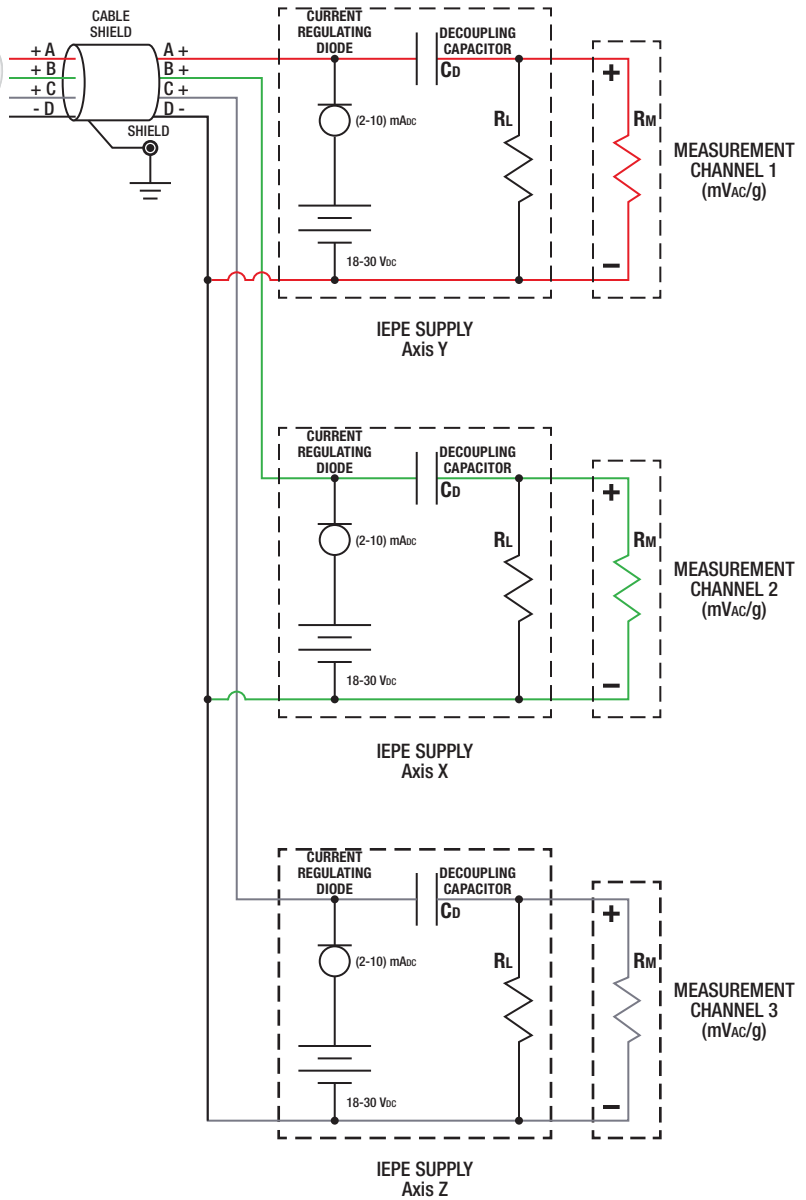 CABLE
SHIELD
+ A
+ B
+ C
- D
A +
B +
C +
D -
SHIELD
CURRENT
REGULATING
DIODE
DECOUPLING
CAPACITOR
CD
(2-10) mADC
RL
18-30 VDC
+
RM
−
MEASUREMENT
CHANNEL 1
(mVAC/g)
IEPE SUPPLY
Axis Y
CURRENT
REGULATING
DIODE
DECOUPLING
CAPACITOR
CD
(2-10) mADC
RL
18-30 VDC
+
RM
−
MEASUREMENT
CHANNEL 2
(mVAC/g)
IEPE SUPPLY
Axis X
CURRENT
REGULATING
DIODE
DECOUPLING
CAPACITOR
CD
(2-10) mADC
RL
18-30 VDC
+
RM
−
MEASUREMENT
CHANNEL 3
(mVAC/g)
IEPE SUPPLY
Axis Z